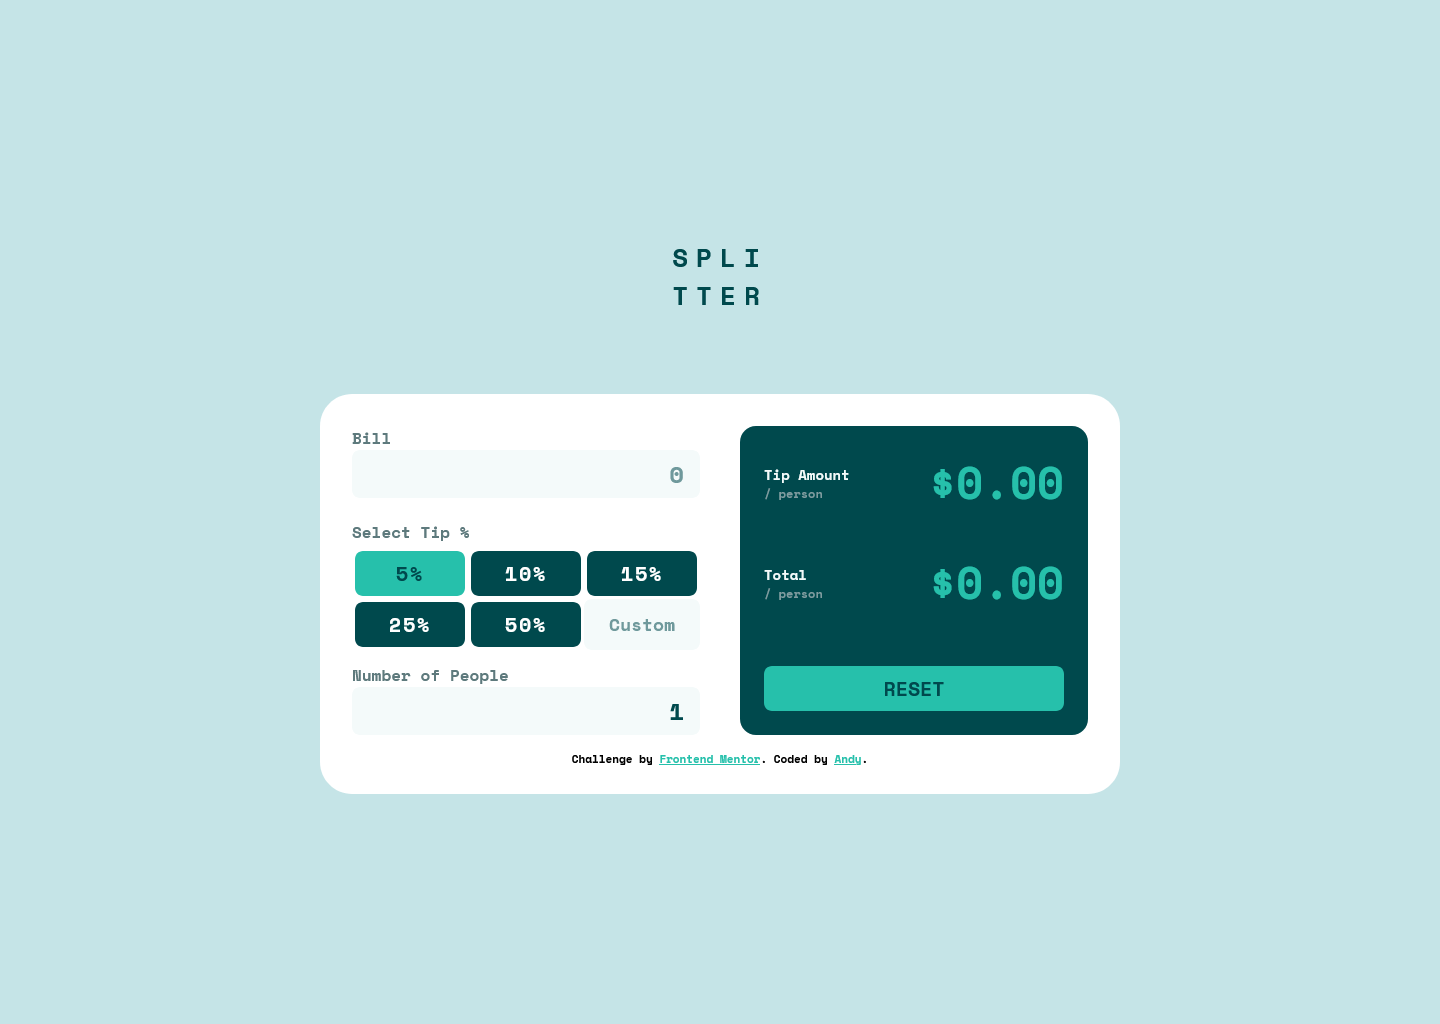 SPLI
TTER
Bill
0
Select Tip %
5% 10% 15%
25% 50% Custom
Number of People
1
Tip Amount
/ person
$0.00
Total
/ person
$0.00
RESET
Challenge by Frontend Mentor. Coded by Andy.